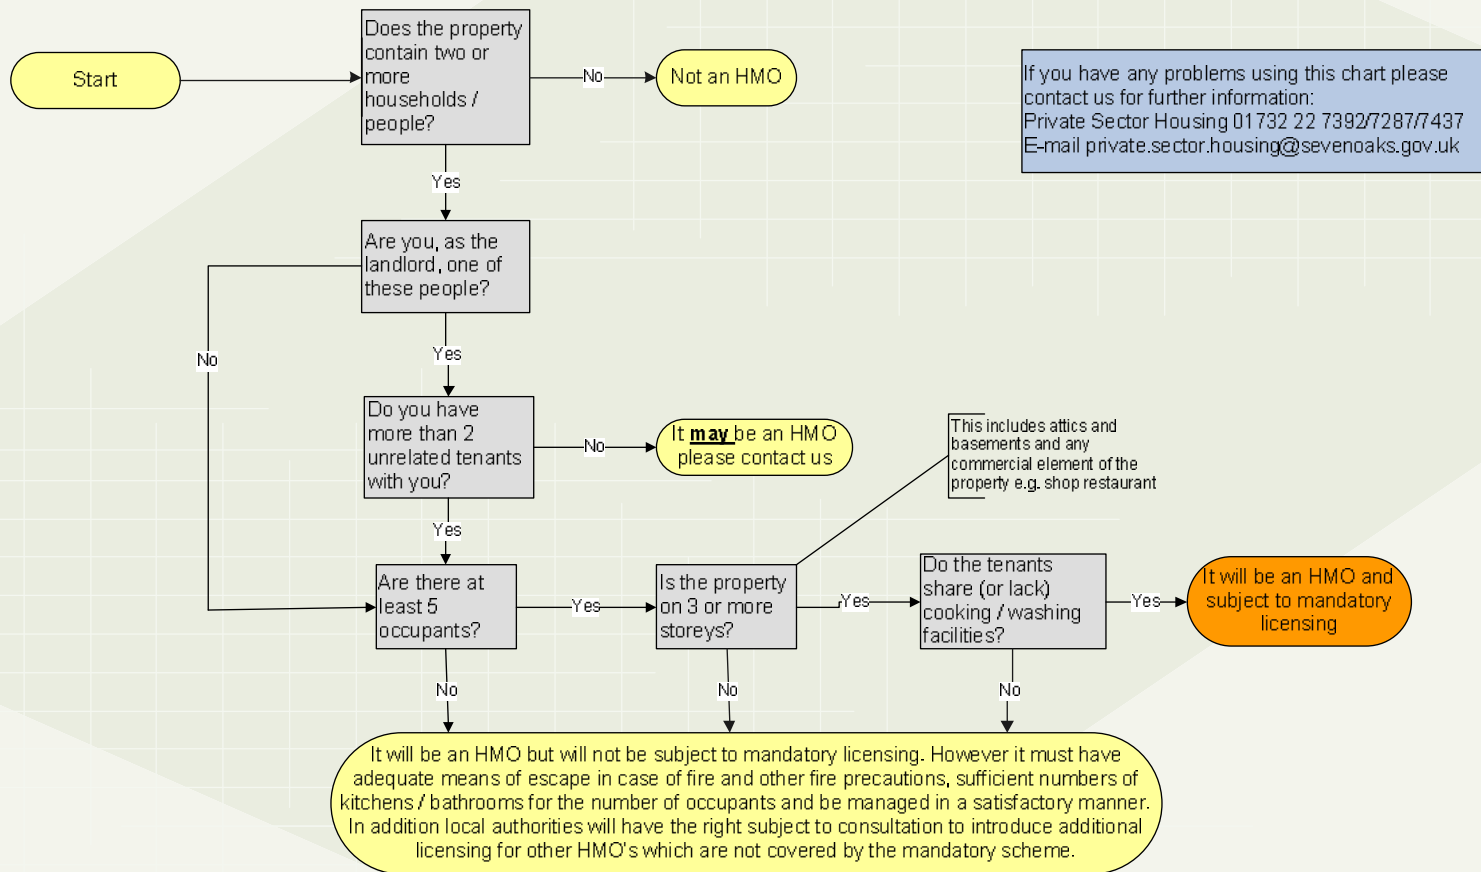 Start
Does the property
contain two or
more
households /
people?
No
Not an HMO
If you have any problems using this chart please
contact us for further information:
Private Sector Housing 01732 22 7392/7287/7437
E-mail private.sector.housing@sevenoaks.gov.uk
Yes
Are you, as the
landlord, one of
these people?
No
Yes
Do you have
more than 2
unrelated tenants
with you?
No
It may be an HMO
please contact us
This includes attics and
basements and any
commercial element of the
property e.g. shop restaurant
Yes
Are there at
least 5
occupants?
Yes
Is the property
on 3 or more
storeys?
Yes
Do the tenants
share (or lack)
cooking / washing
facilities?
Yes
It will be an HMO and
subject to mandatory
licensing
No
No
No
It will be an HMO but will not be subject to mandatory licensing. However it must have
adequate means of escape in case of fire and other fire precautions, sufficient numbers of
kitchens / bathrooms for the number of occupants and be managed in a satisfactory manner.
In addition local authorities will have the right subject to consultation to introduce additional
licensing for other HMO's which are not covered by the mandatory scheme.